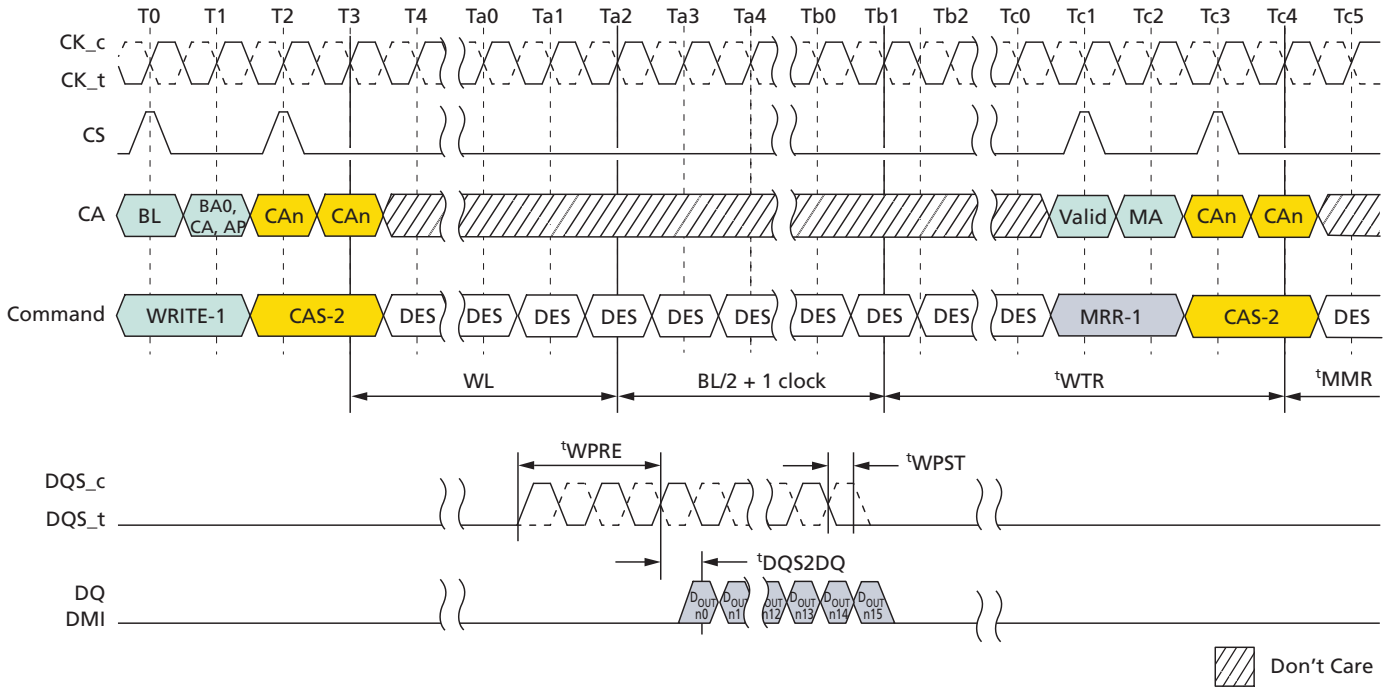 T0 T1 T2 T3 T4 Ta0 Ta1 Ta2 Ta3 Ta4 Tb0 Tb1 Tb2 Tc0 Tc1 Tc2 Tc3 Tc4 Tc5
CK_c
CK_t
CS
CA BL BA0, CA, AP CAn CAn Valid MA CAn CAn
Command WRITE-1 CAS-2 DES DES DES DES DES DES DES DES DES DES MRR-1 CAS-2 DES
WL BL/2 + 1 clock tWTR tMMR
tWPRE tWPST
DQS_c
DQS_t
tDQS2DQ
DQ
DMI
DOUT n0 DOUT n1 DOUT n12 DOUT n13 DOUT n14 DOUT n15
Don't Care